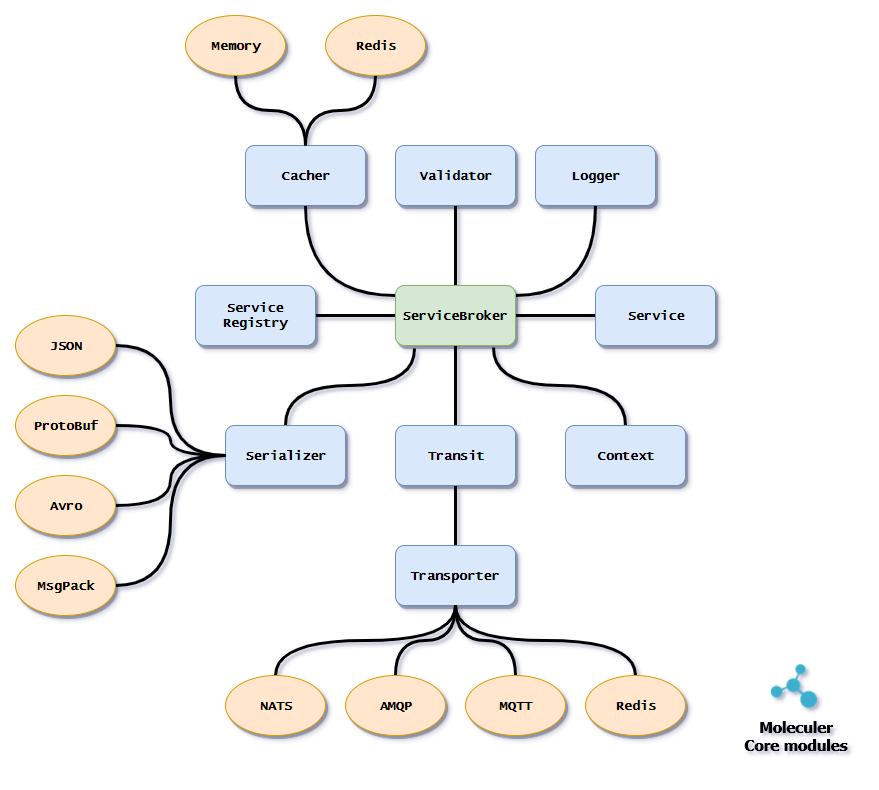 Memory
Redis
Cacher
Validator
Logger
Service
Registry
ServiceBroker
Service
JSON
ProtoBuf
Avro
MsgPack
Serializer
Transit
Context
Transporter
NATS
AMQP
MQTT
Redis
Moleculer
Core modules